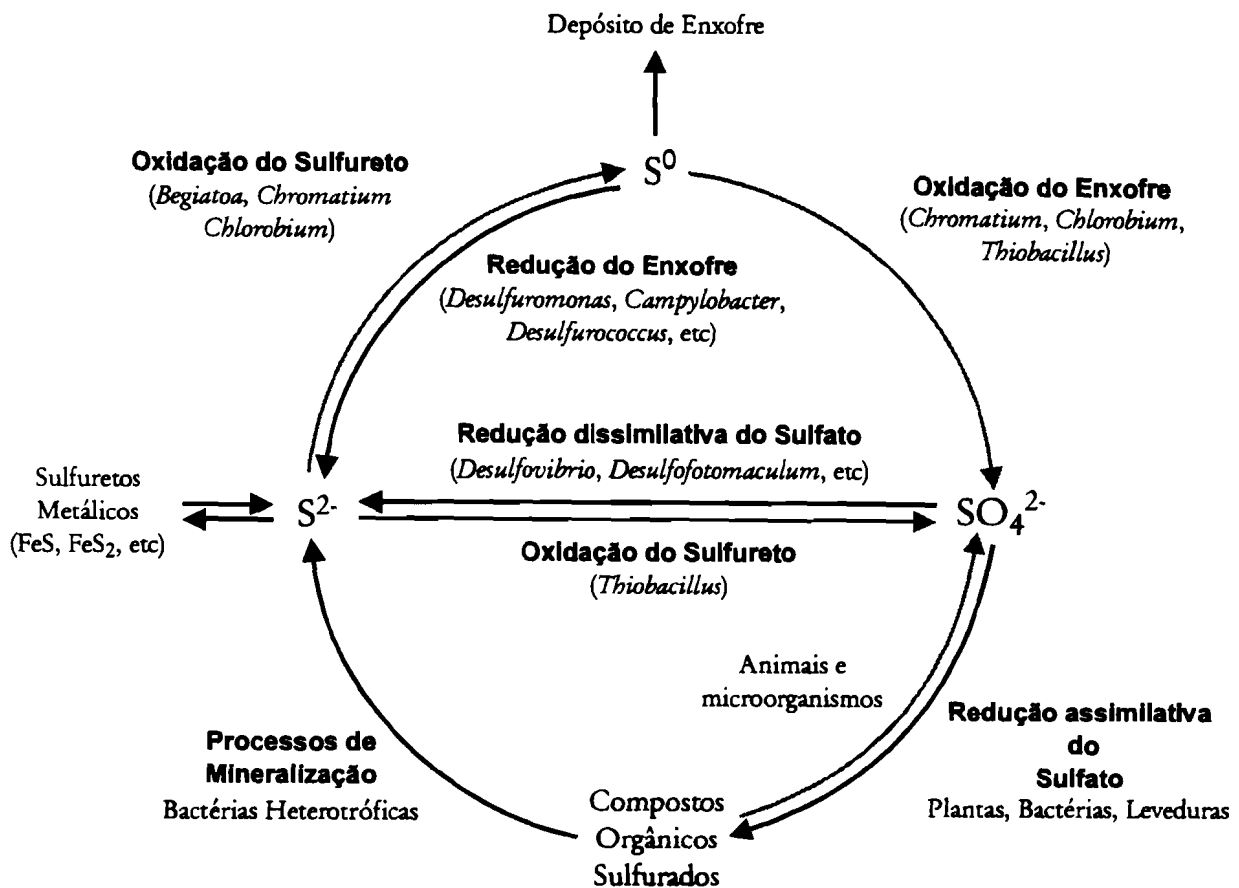 Depósito de Enxofre
S⁰
Oxidação do Sulfureto
(Begiatoa, Chromatium
Chlorobium)
Oxidação do Enxofre
(Chromatium, Chlorobium,
Thiobacillus)
Redução do Enxofre
(Desulfuromonas, Campylobacter,
Desulfurococcus, etc)
Redução dissimilativa do Sulfato
(Desulfovibrio, Desulfofotomaculum, etc)
Sulfuretos
Metálicos
(FeS, FeS₂, etc)
S²⁻
SO₄²⁻
Oxidação do Sulfureto
(Thiobacillus)
Animais e
microorganismos
Redução assimilativa
do
Sulfato
Plantas, Bactérias, Leveduras
Processos de
Mineralização
Bactérias Heterotróficas
Compostos
Orgânicos
Sulfurados